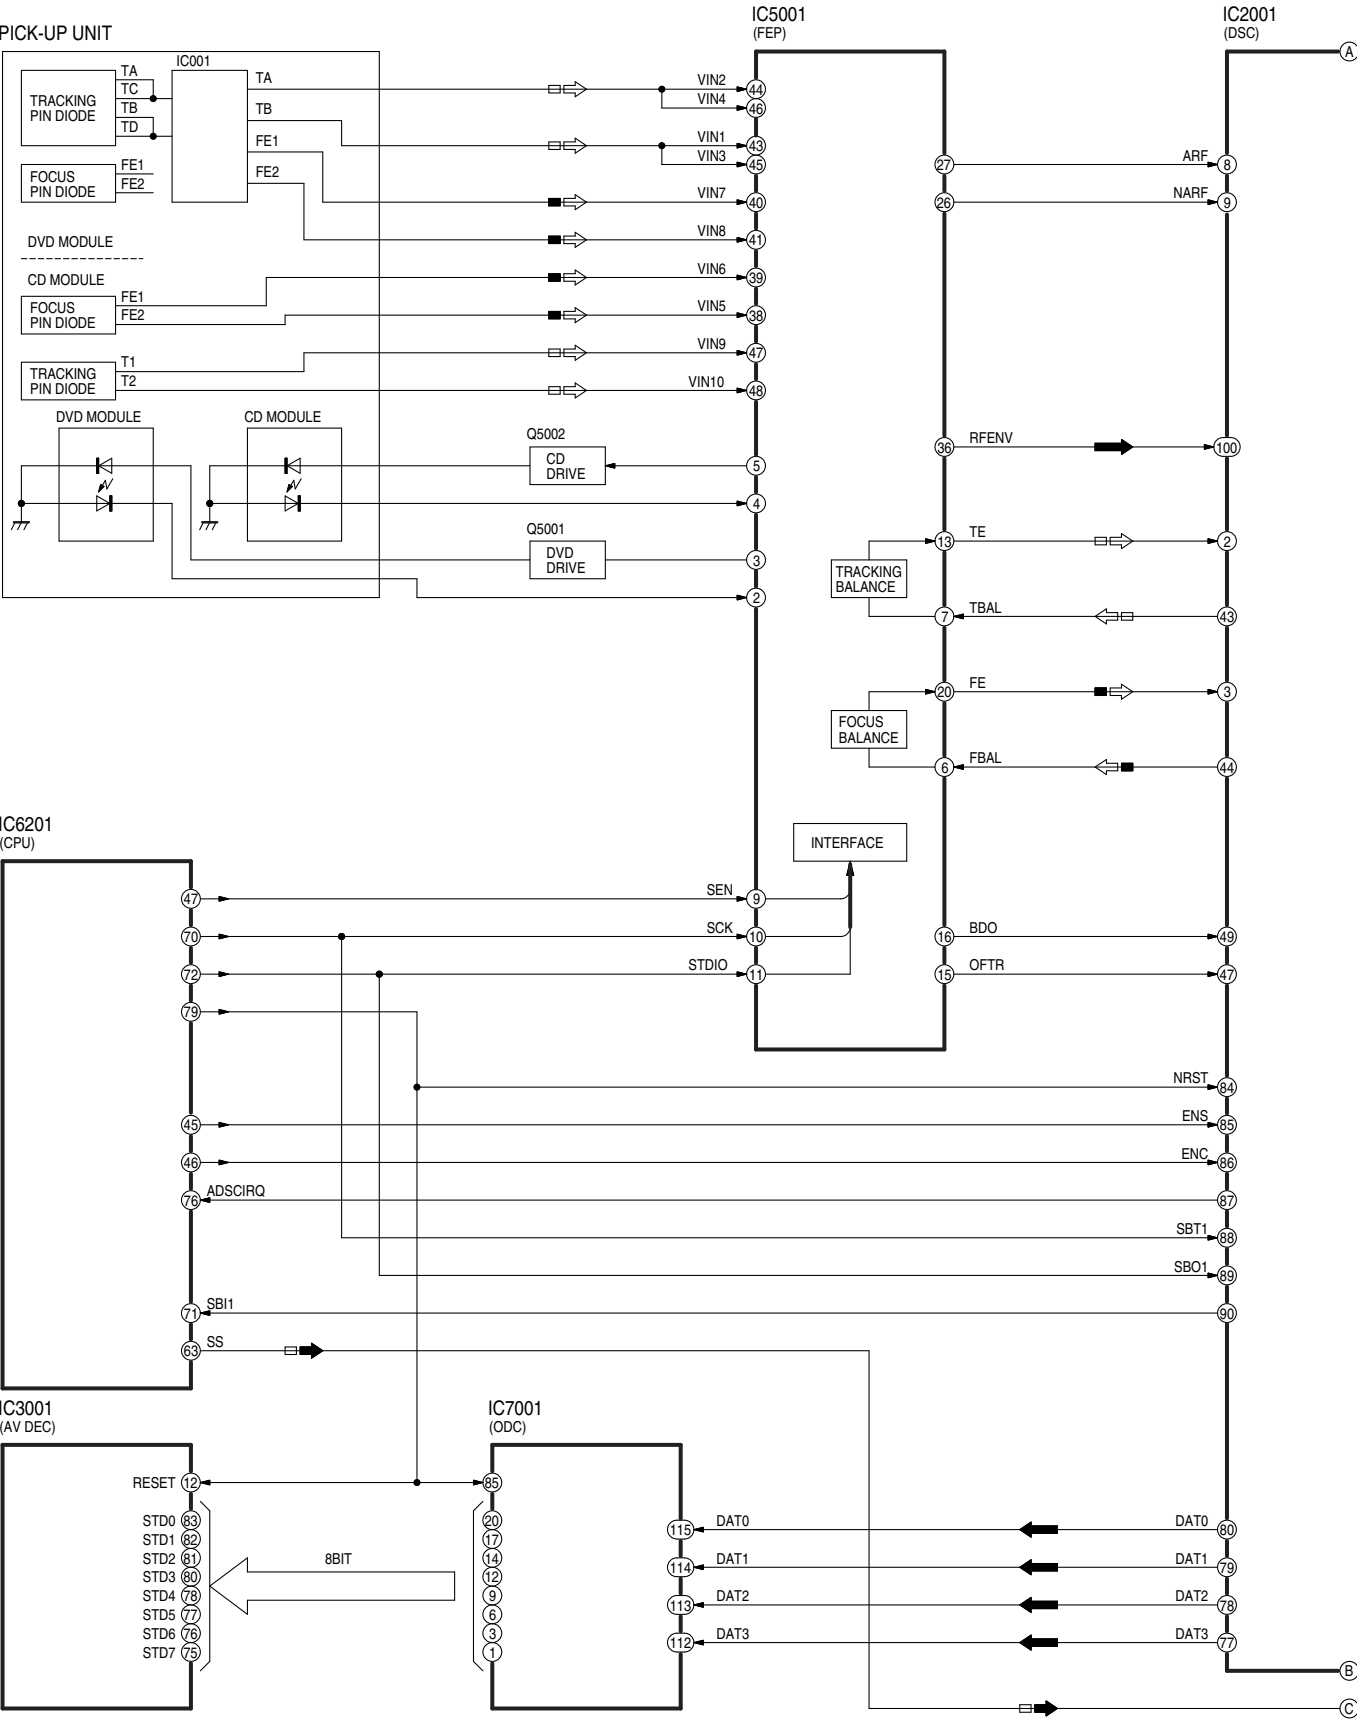 IC5001
(FEP)
IC2001
(DSC)
PICK-UP UNIT
A
IC001
TRACKING
PIN DIODE
TA
TC
TB
TD
TA
TB
FE1
FE2
FOCUS
PIN DIODE
FE1
FE2
DVD MODULE
CD MODULE
FOCUS
PIN DIODE
FE1
FE2
TRACKING
PIN DIODE
T1
T2
VIN2
44
VIN4
46
VIN1
43
VIN3
45
VIN7
40
VIN8
41
VIN6
39
VIN5
38
VIN9
47
VIN10
48
27
ARF
8
26
NARF
9
DVD MODULE
CD MODULE
Q5002
CD
DRIVE
5
4
Q5001
DVD
DRIVE
3
2
36
RFENV
100
13
TE
2
TRACKING
BALANCE
7
TBAL
43
20
FE
3
FOCUS
BALANCE
6
FBAL
44
IC6201
(CPU)
INTERFACE
47
SEN
9
70
SCK
10
16
BDO
49
72
STDIO
11
15
OFTR
47
79
NRST
84
45
ENS
85
46
ENC
86
76
ADSCIRQ
87
SBT1
88
SBO1
89
71
SBI1
90
63
SS
IC3001
(AV DEC)
IC7001
(ODC)
RESET
12
85
STD0 83
STD1 82
STD2 81
STD3 80
STD4 78
STD5 77
STD6 76
STD7 75
8BIT
20
17
14
12
9
6
3
1
115
DAT0
DAT0
80
114
DAT1
DAT1
79
113
DAT2
DAT2
78
112
DAT3
DAT3
77
B
C